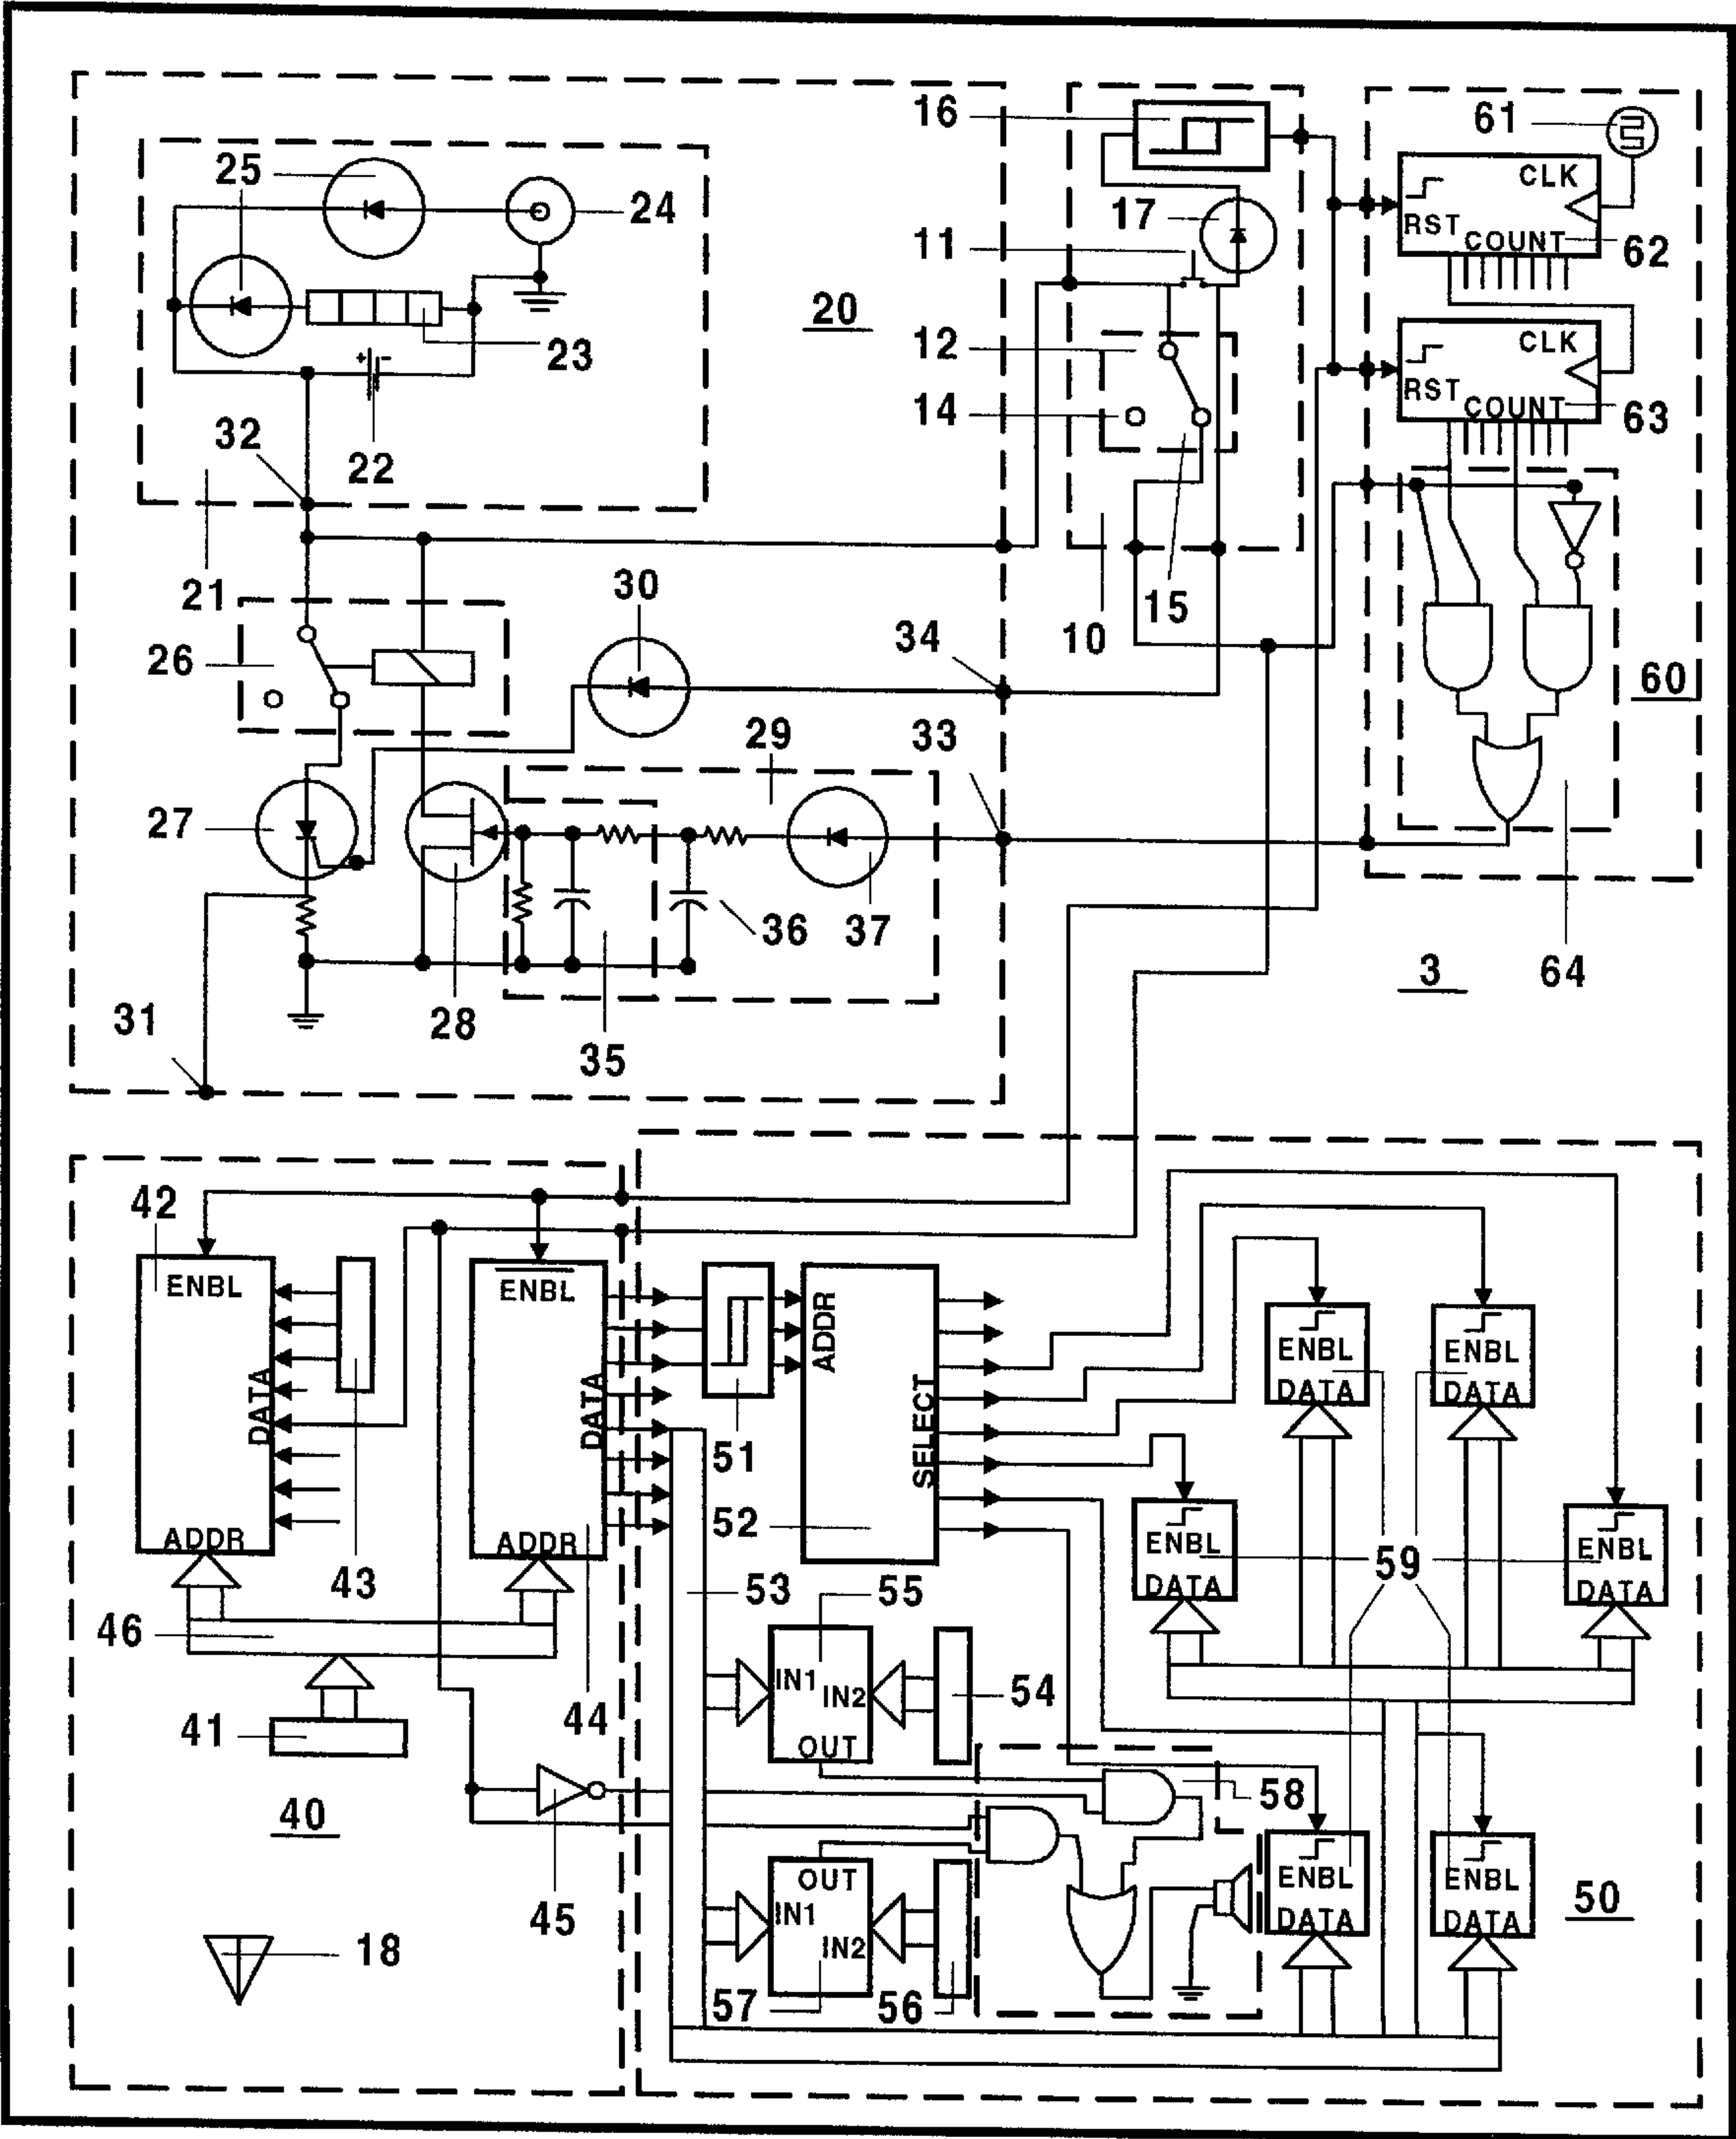 16
61
CLK
25
24
17
RST
COUNT
62
11
20
12
CLK
23
14
RST
COUNT
63
32
22
21
30
15
10
34
26
60
29
33
27
36
37
3
64
28
31
35
42
ENBL
ENBL
ADDR
ENBL
ENBL
DATA
DATA
DATA
DATA
SELECT
51
52
ENBL
ENBL
ADDR
ADDR
59
DATA
DATA
43
53
55
46
IN1
IN2
54
44
41
OUT
58
40
OUT
ENBL
ENBL
50
45
IN1
DATA
DATA
18
IN2
57
56